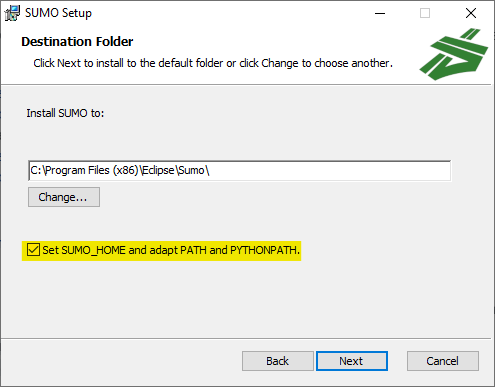 SUMO Setup
Destination Folder
Click Next to install to the default folder or click Change to choose another.
Install SUMO to:
C:\Program Files (x86)\Eclipse\Sumo\
Change...
Set SUMO_HOME and adapt PATH and PYTHONPATH.
Back Next Cancel